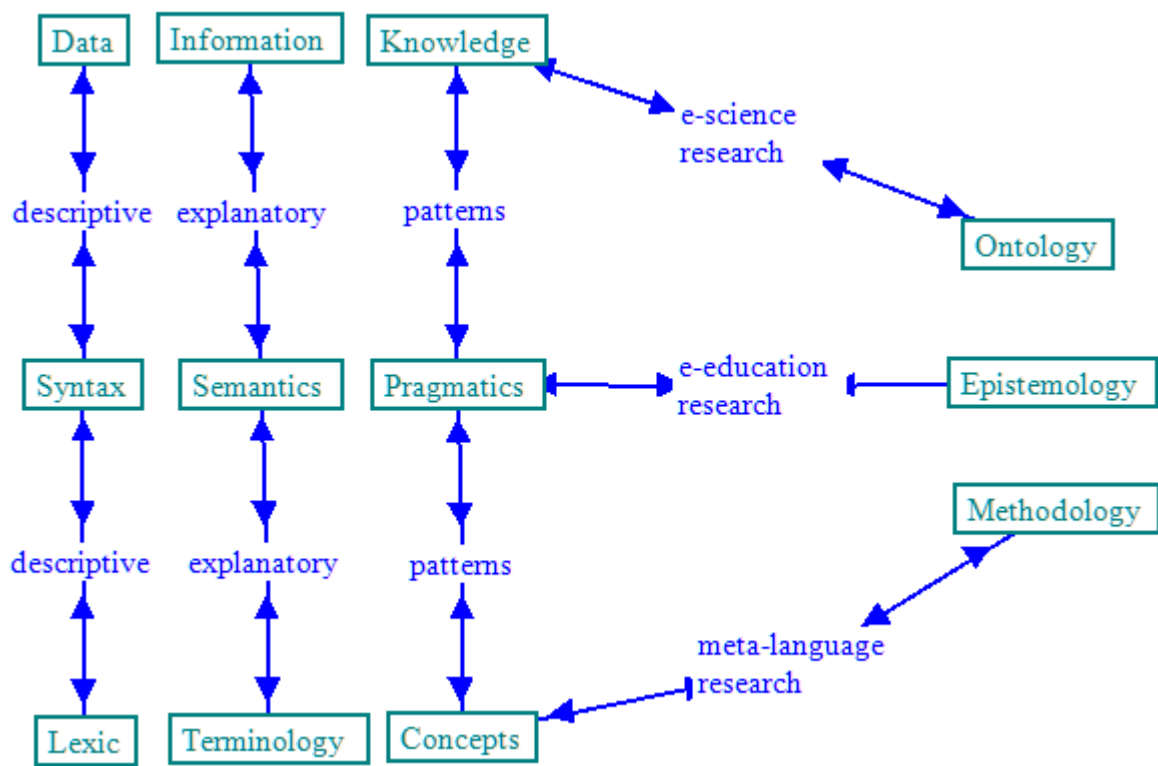 Data
Information
Knowledge
e-science
research
descriptive
explanatory
patterns
Ontology
Syntax
Semantics
Pragmatics
e-education
research
Epistemology
Methodology
descriptive
explanatory
patterns
meta-language
research
Lexic
Terminology
Concepts